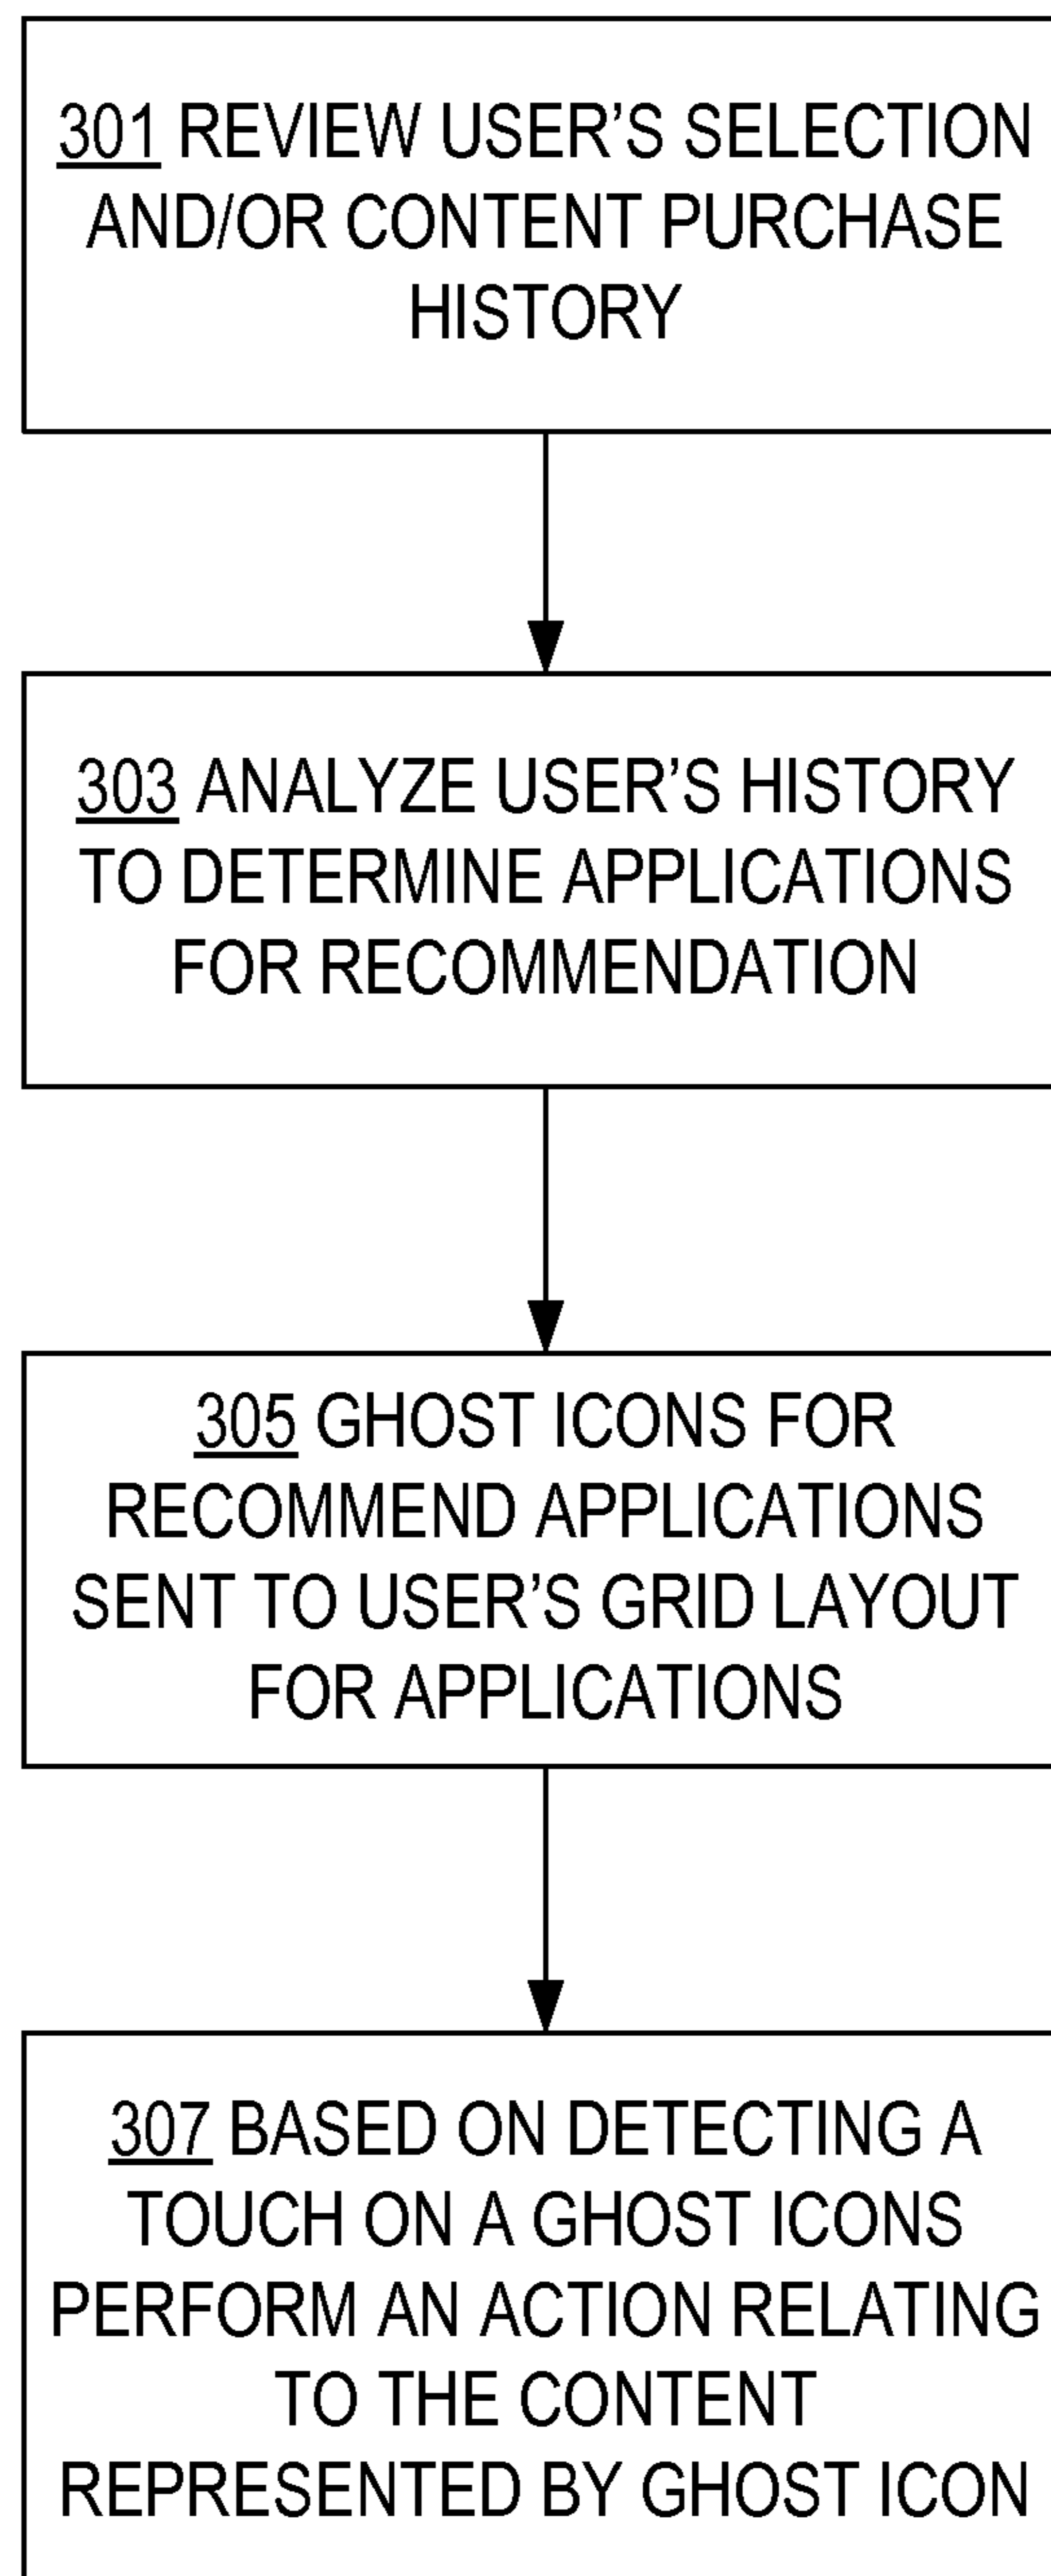 301 REVIEW USER'S SELECTION
AND/OR CONTENT PURCHASE
HISTORY
303 ANALYZE USER'S HISTORY
TO DETERMINE APPLICATIONS
FOR RECOMMENDATION
305 GHOST ICONS FOR
RECOMMEND APPLICATIONS
SENT TO USER'S GRID LAYOUT
FOR APPLICATIONS
307 BASED ON DETECTING A
TOUCH ON A GHOST ICONS
PERFORM AN ACTION RELATING
TO THE CONTENT
REPRESENTED BY GHOST ICON